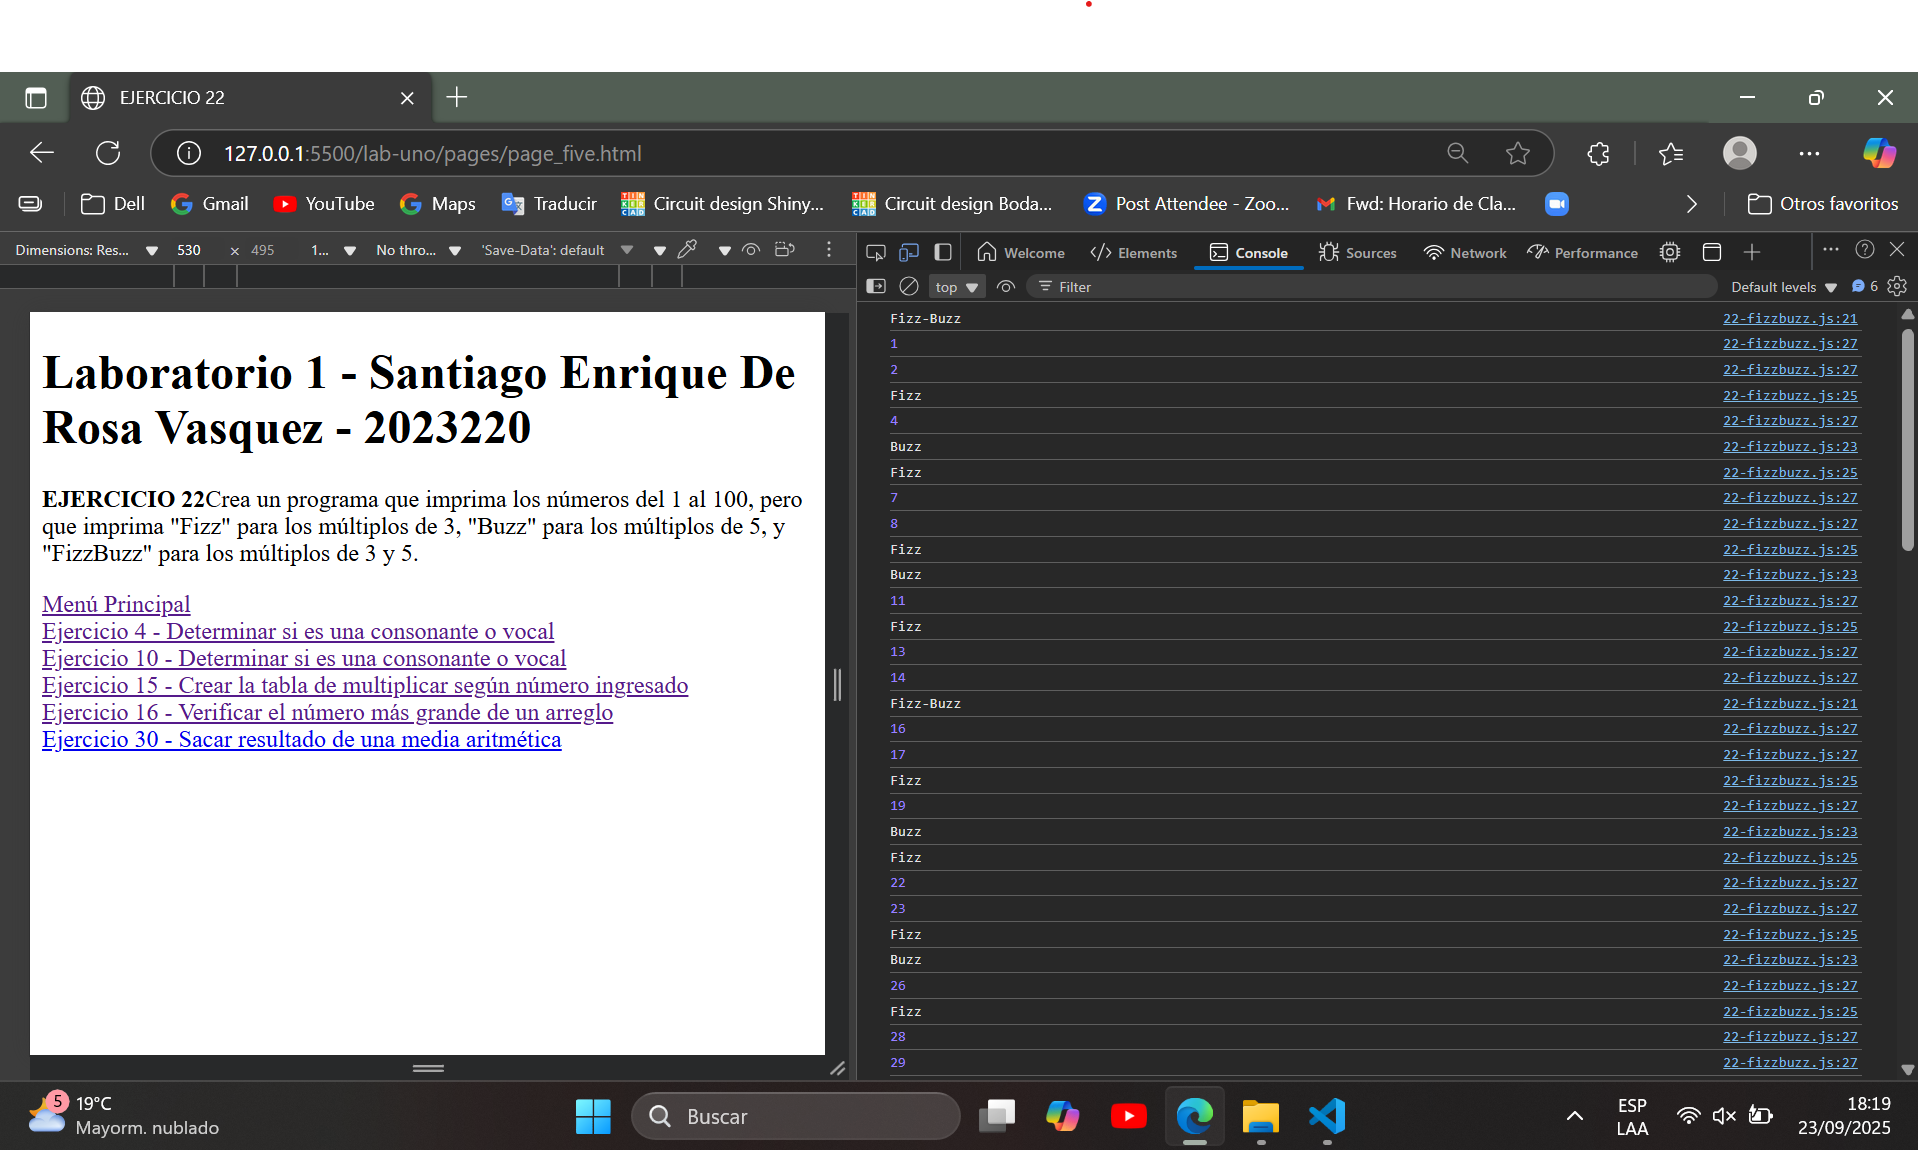 EJERCICIO 22
127.0.0.1:5500/lab-uno/pages/page_five.html
Dell Gmail YouTube Maps Traducir Circuit design Shiny... Circuit design Boda... Post Attendee - Zoo... Fwd: Horario de Cla... Otros favoritos
Dimensions: Res... 530 × 495 1... No thro... 'Save-Data': default
Welcome Elements Console Sources Network Performance
top Filter Default levels 6
Laboratorio 1 - Santiago Enrique De
Rosa Vasquez - 2023220
EJERCICIO 22Crea un programa que imprima los números del 1 al 100, pero
que imprima "Fizz" para los múltiplos de 3, "Buzz" para los múltiplos de 5, y
"FizzBuzz" para los múltiplos de 3 y 5.
Menú Principal
Ejercicio 4 - Determinar si es una consonante o vocal
Ejercicio 10 - Determinar si es una consonante o vocal
Ejercicio 15 - Crear la tabla de multiplicar según número ingresado
Ejercicio 16 - Verificar el número más grande de un arreglo
Ejercicio 30 - Sacar resultado de una media aritmética
Fizz-Buzz 22-fizzbuzz.js:21
1 22-fizzbuzz.js:27
2 22-fizzbuzz.js:27
Fizz 22-fizzbuzz.js:25
4 22-fizzbuzz.js:27
Buzz 22-fizzbuzz.js:23
Fizz 22-fizzbuzz.js:25
7 22-fizzbuzz.js:27
8 22-fizzbuzz.js:27
Fizz 22-fizzbuzz.js:25
Buzz 22-fizzbuzz.js:23
11 22-fizzbuzz.js:27
Fizz 22-fizzbuzz.js:25
13 22-fizzbuzz.js:27
14 22-fizzbuzz.js:27
Fizz-Buzz 22-fizzbuzz.js:21
16 22-fizzbuzz.js:27
17 22-fizzbuzz.js:27
Fizz 22-fizzbuzz.js:25
19 22-fizzbuzz.js:27
Buzz 22-fizzbuzz.js:23
Fizz 22-fizzbuzz.js:25
22 22-fizzbuzz.js:27
23 22-fizzbuzz.js:27
Fizz 22-fizzbuzz.js:25
Buzz 22-fizzbuzz.js:23
26 22-fizzbuzz.js:27
Fizz 22-fizzbuzz.js:25
28 22-fizzbuzz.js:27
29 22-fizzbuzz.js:27
5 19°C
Mayorm. nublado
Buscar
ESP
LAA
18:19
23/09/2025